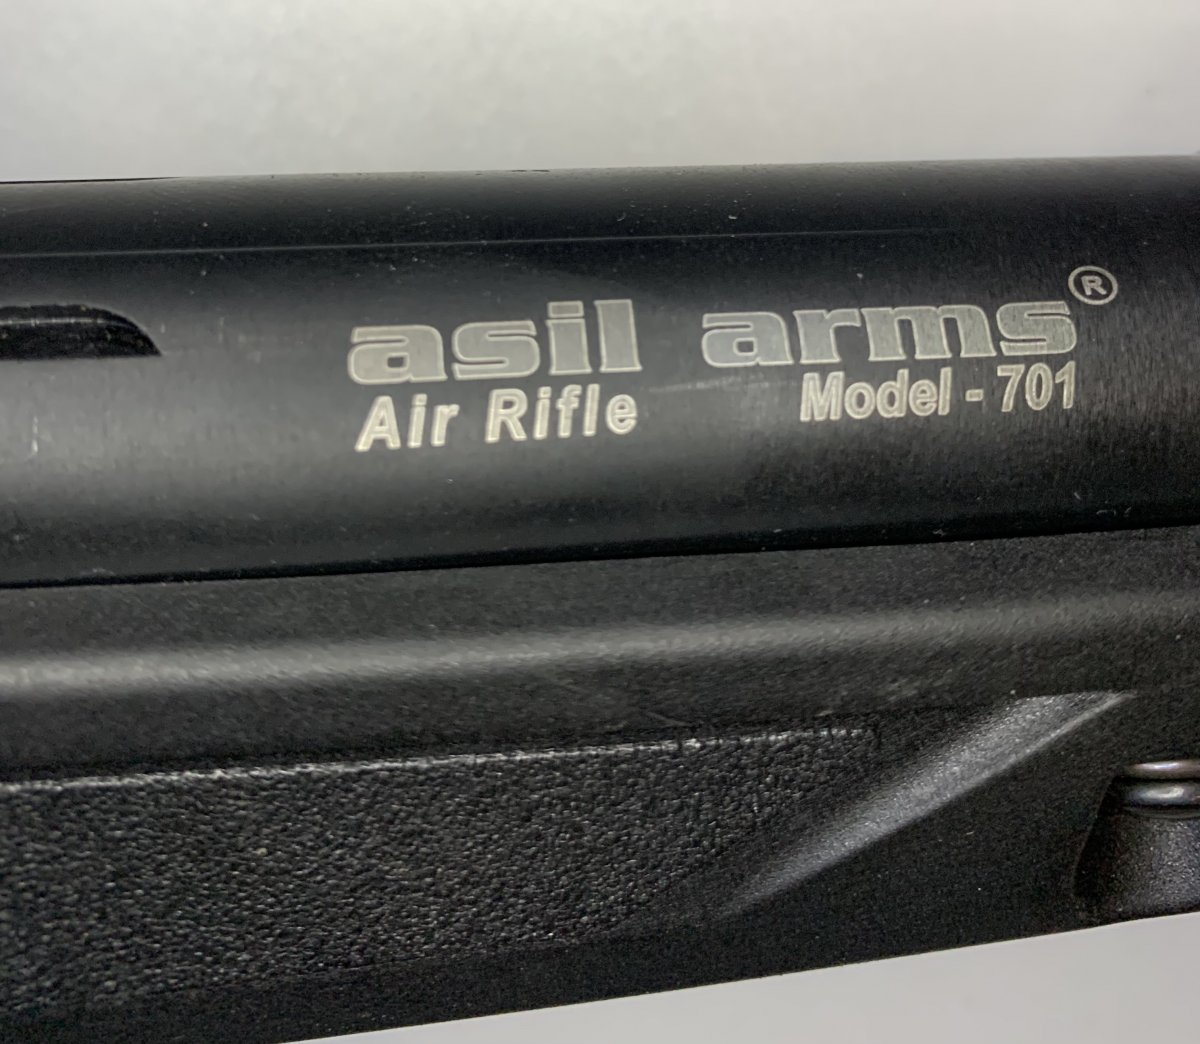 asil arms®
Air Rifle Model - 701